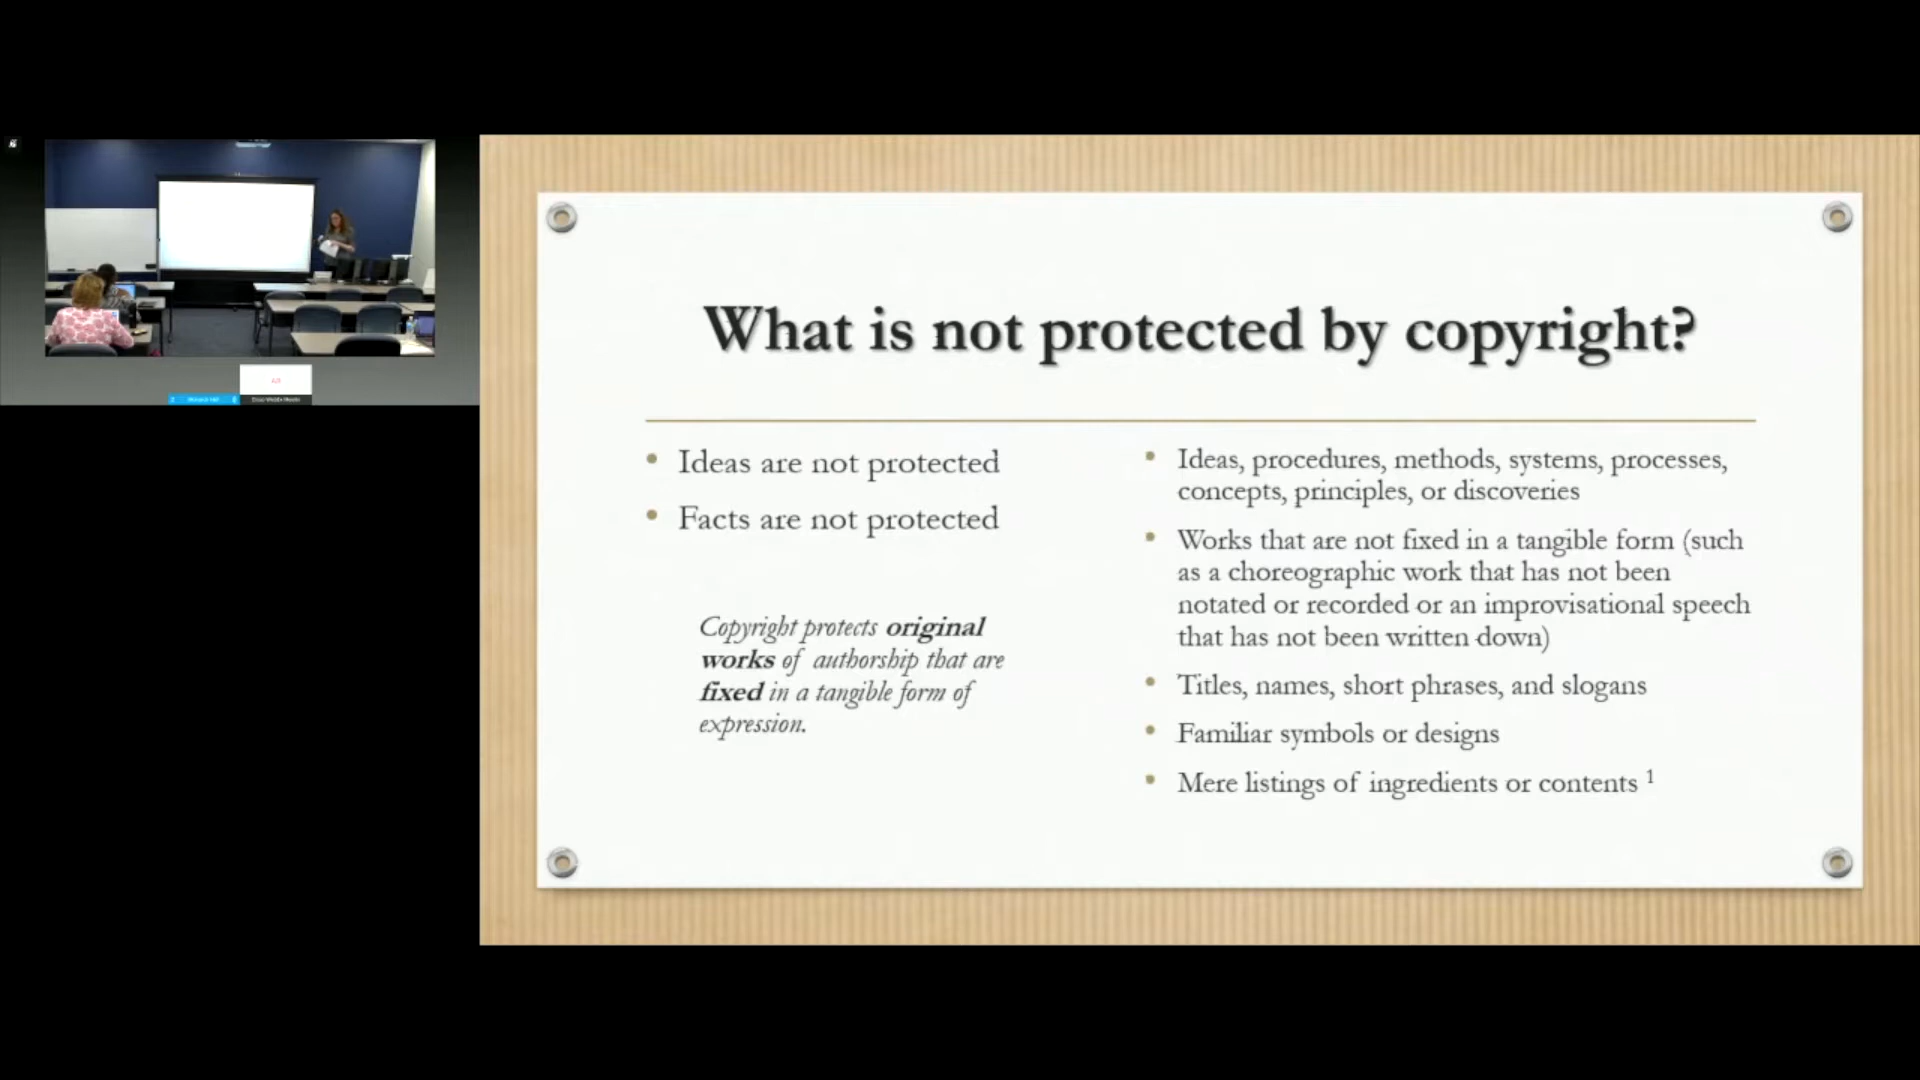 What is not protected by copyright?
Ideas are not protected
Facts are not protected
Copyright protects original
works of authorship that are
fixed in a tangible form of
expression.
Ideas, procedures, methods, systems, processes,
concepts, principles, or discoveries
Works that are not fixed in a tangible form (such
as a choreographic work that has not been
notated or recorded or an improvisational speech
that has not been written down)
Titles, names, short phrases, and slogans
Familiar symbols or designs
Mere listings of ingredients or contents 1